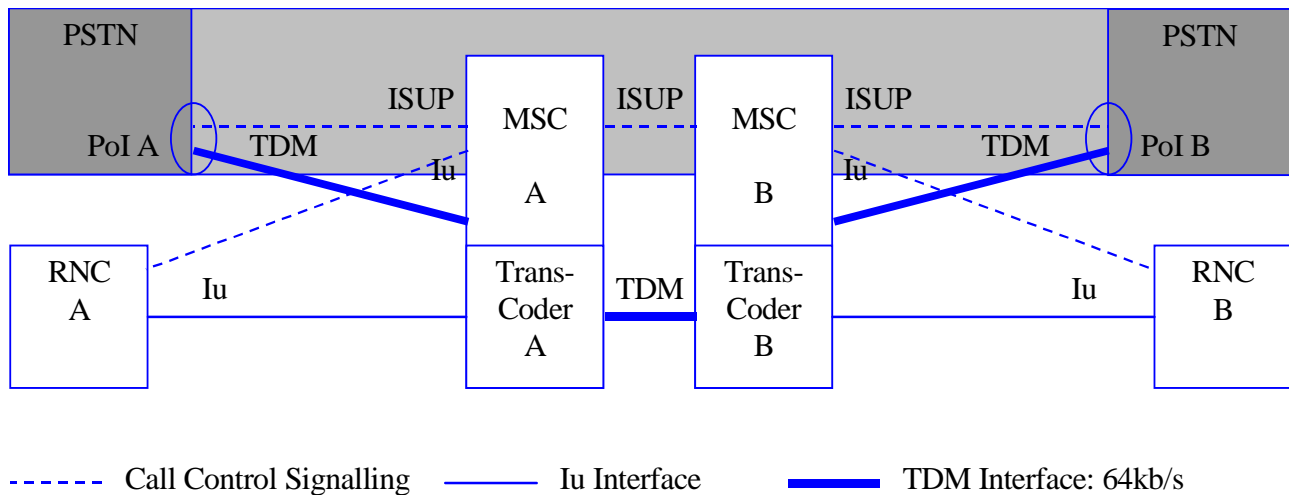 PSTN
PSTN
ISUP
ISUP
ISUP
MSC
A
MSC
B
PoI A
TDM
TDM
PoI B
Iu
Iu
RNC
A
Iu
Trans-
Coder
A
TDM
Trans-
Coder
B
Iu
RNC
B
Call Control Signalling
Iu Interface
TDM Interface: 64kb/s